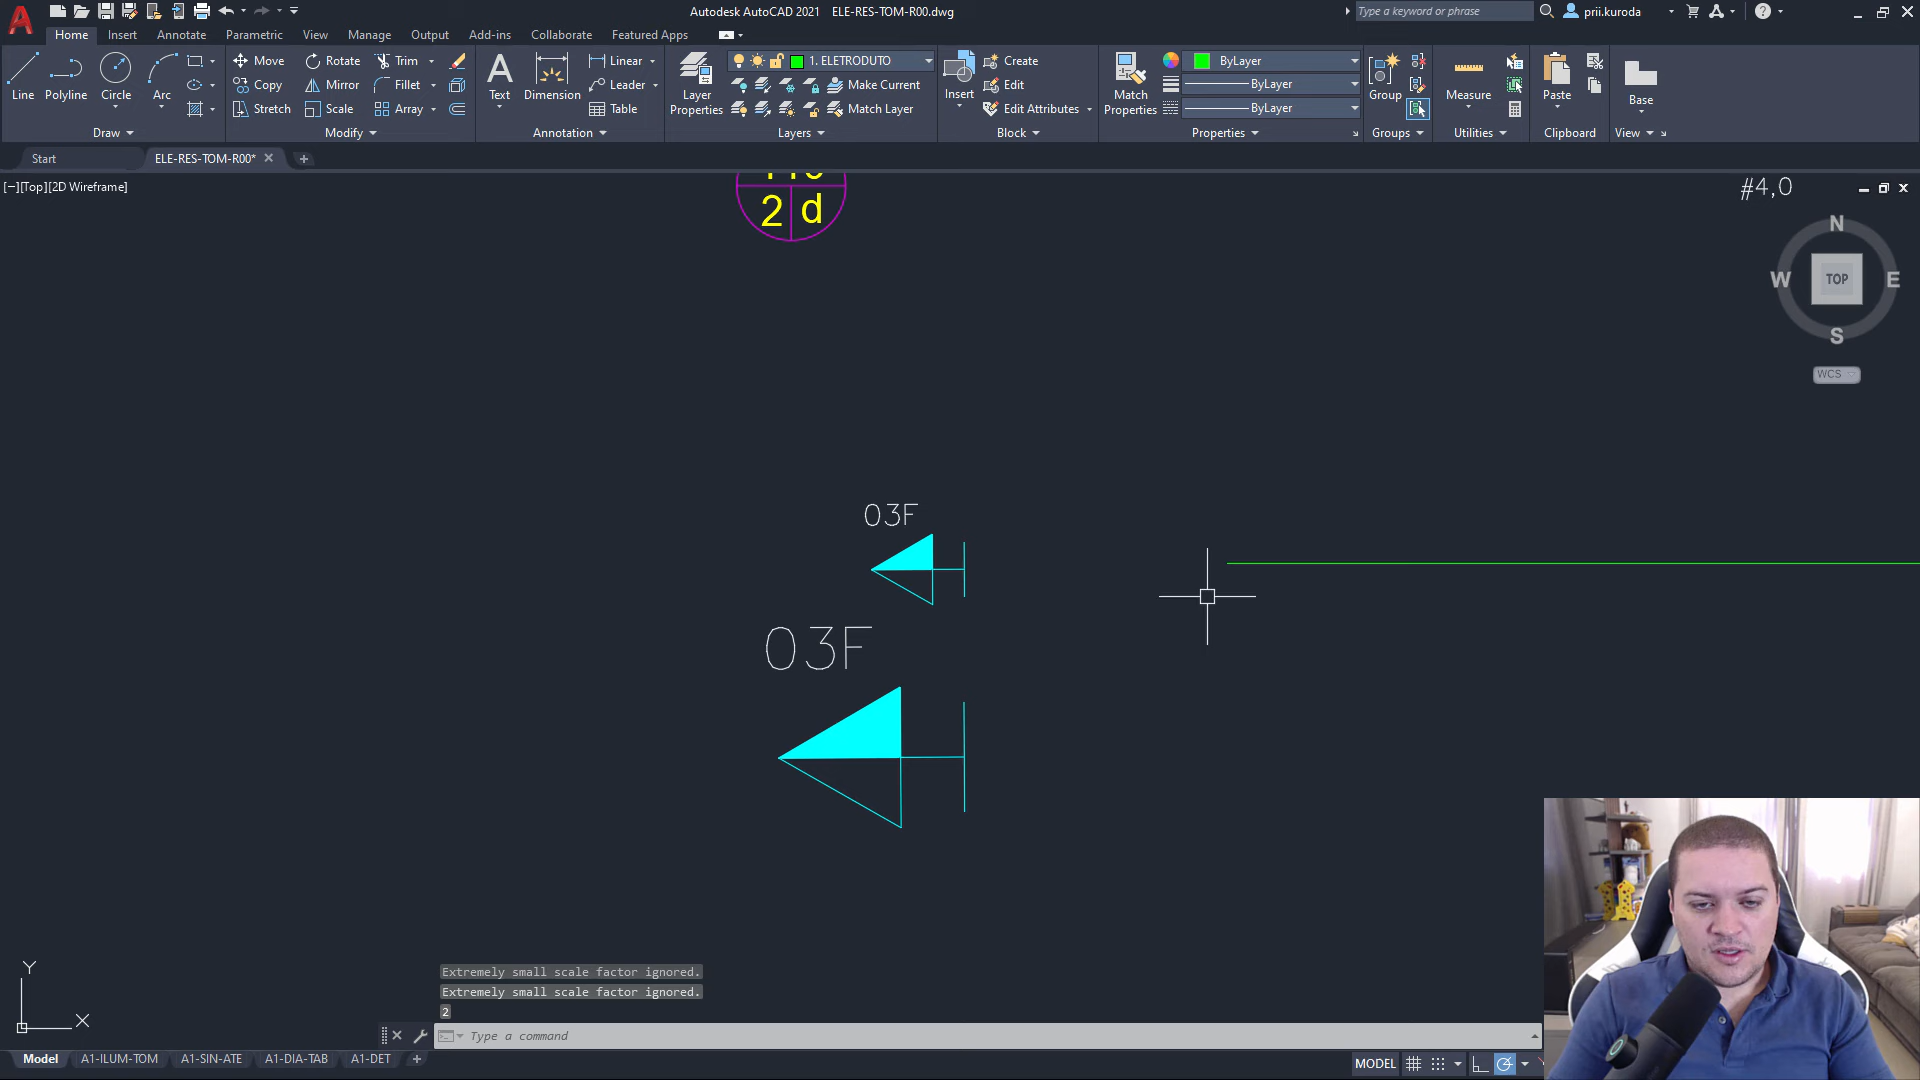 Autodesk AutoCAD 2021 ELE-RES-TOM-R00.dwg
Type a keyword or phrase
prii.kuroda
Home Insert Annotate Parametric View Manage Output Add-ins Collaborate Featured Apps
Line Polyline Circle Arc
Move Rotate Trim
Copy Mirror Fillet
Stretch Scale Array
Text Dimension
Linear
Leader
Table
Layer Properties
1. ELETRODUTO
Make Current
Match Layer
Insert
Create
Edit
Edit Attributes
Match Properties
ByLayer
ByLayer
ByLayer
Group
Measure
Paste
Base
Draw Modify Annotation Layers Block Properties Groups Utilities Clipboard View
Start ELE-RES-TOM-R00*
[−][Top][2D Wireframe]
#4,0
2 d
N
W TOP E
S
WCS
03F
03F
Y
X
Extremely small scale factor ignored.
Extremely small scale factor ignored.
2
Type a command
Model A1-ILUM-TOM A1-SIN-ATE A1-DIA-TAB A1-DET
MODEL